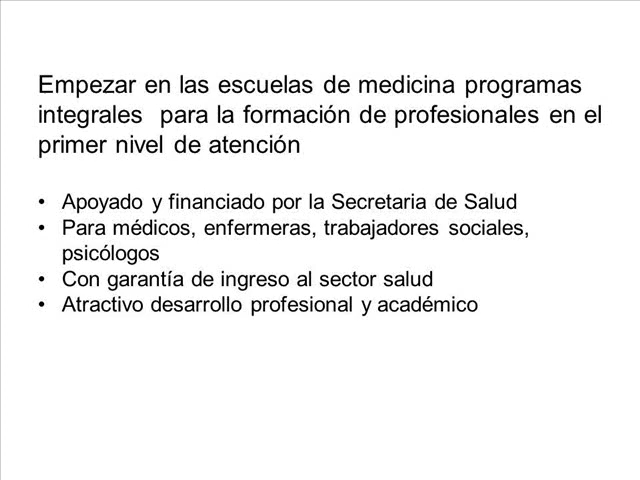 Empezar en las escuelas de medicina programas
integrales para la formación de profesionales en el
primer nivel de atención
• Apoyado y financiado por la Secretaria de Salud
• Para médicos, enfermeras, trabajadores sociales,
psicólogos
• Con garantía de ingreso al sector salud
• Atractivo desarrollo profesional y académico